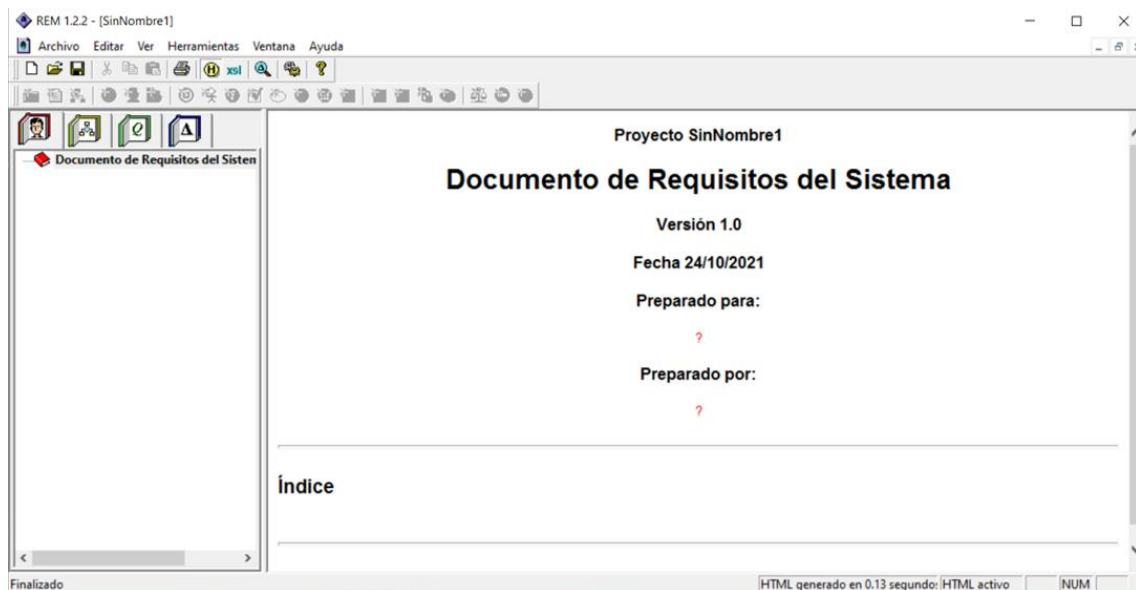 REM 1.2.2 - [SinNombre1]
Archivo Editar Ver Herramientas Ventana Ayuda
H xsl ?
Q A
Documento de Requisitos del Sisten
Proyecto SinNombre1
Documento de Requisitos del Sistema
Versión 1.0
Fecha 24/10/2021
Preparado para:
?
Preparado por:
?
Índice
Finalizado
HTML generado en 0.13 segundo: HTML activo NUM